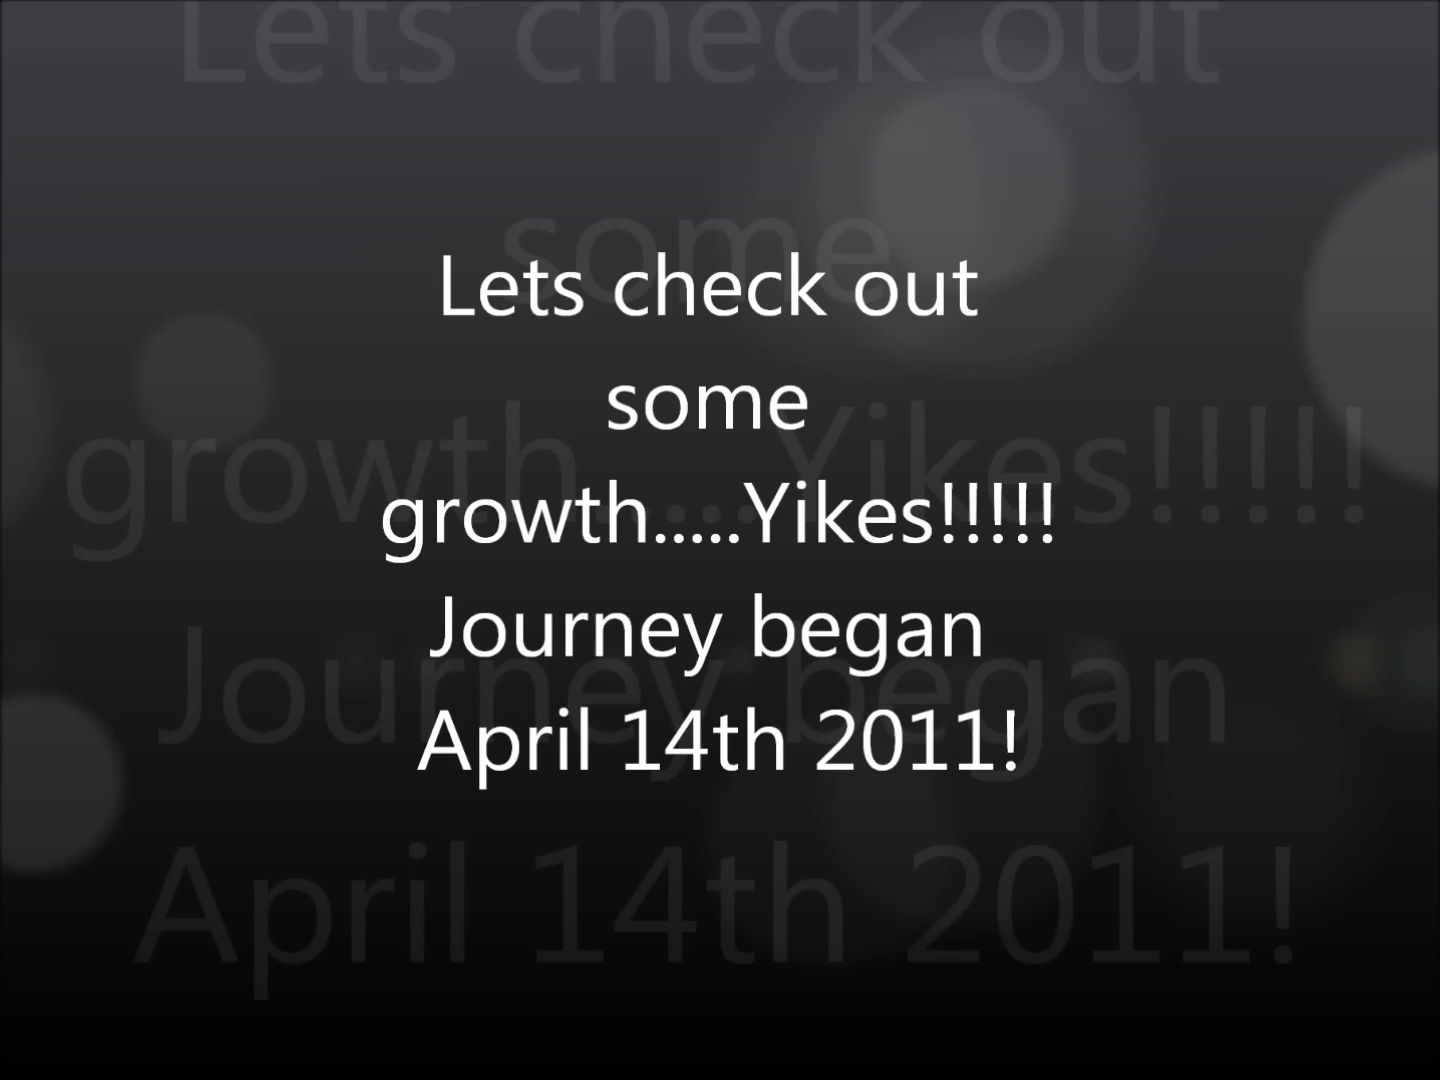 Lets check out
some
growth.....Yikes!!!!!
Journey began
April 14th 2011!